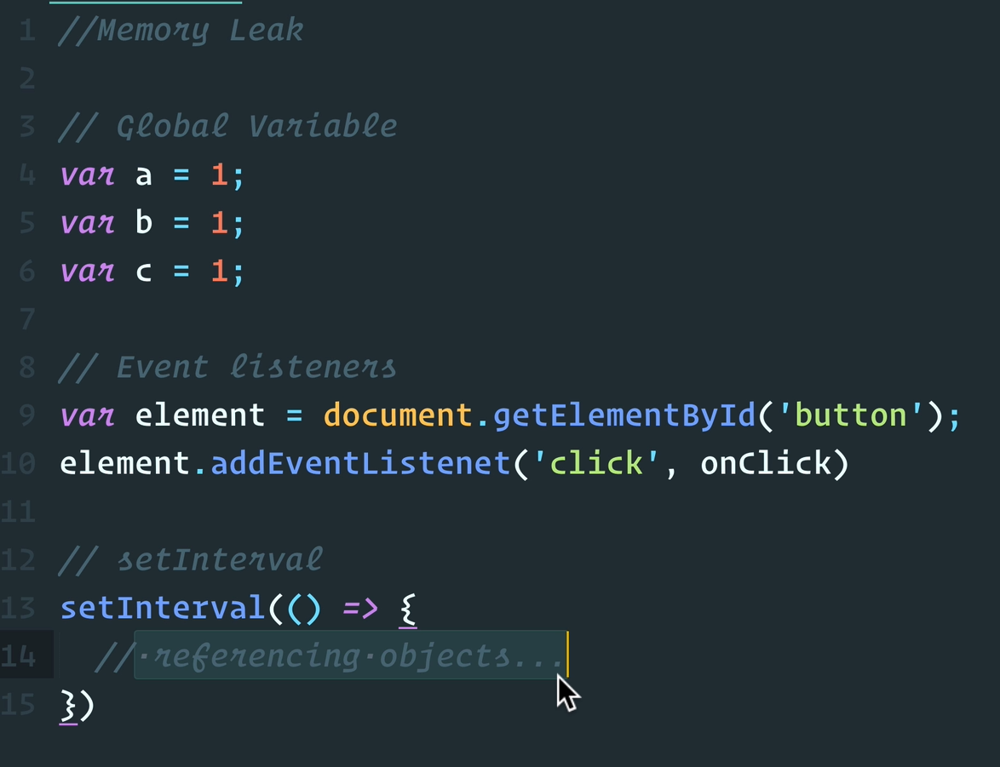 1 //Memory Leak
2
3 // Global Variable
4 var a = 1;
5 var b = 1;
6 var c = 1;
7
8 // Event listeners
9 var element = document.getElementById('button');
10 element.addEventListenet('click', onClick)
11
12 // setInterval
13 setInterval(() => {
14   // referencing objects...
15 })